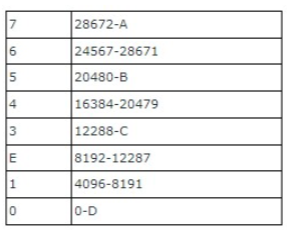 7 28672-A
6 24567-28671
5 20480-B
4 16384-20479
3 12288-C
E 8192-12287
1 4096-8191
0 0-D